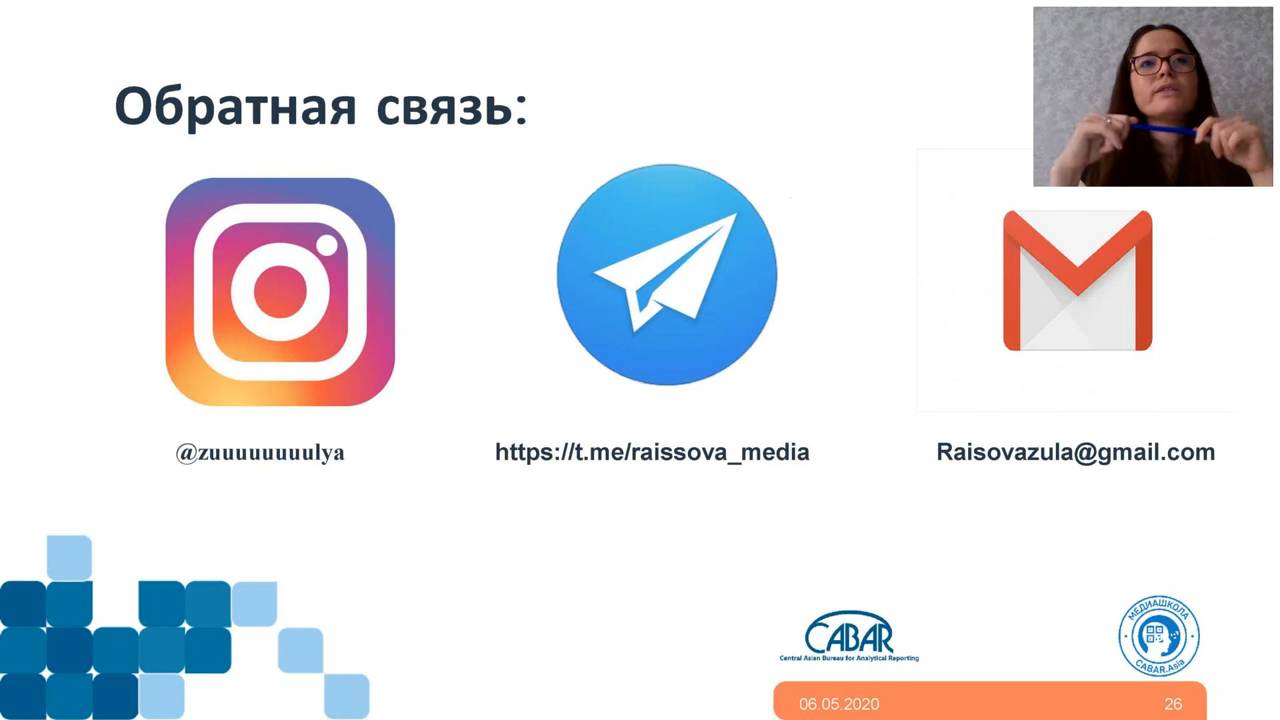 Обратная связь:
@zuuuuuuuulya
https://t.me/raissova_media
Raisovazula@gmail.com
CABAR
Central Asian Bureau for Analytical Reporting
МЕДИАШКОЛА
CABAR.Asia
06.05.2020
26